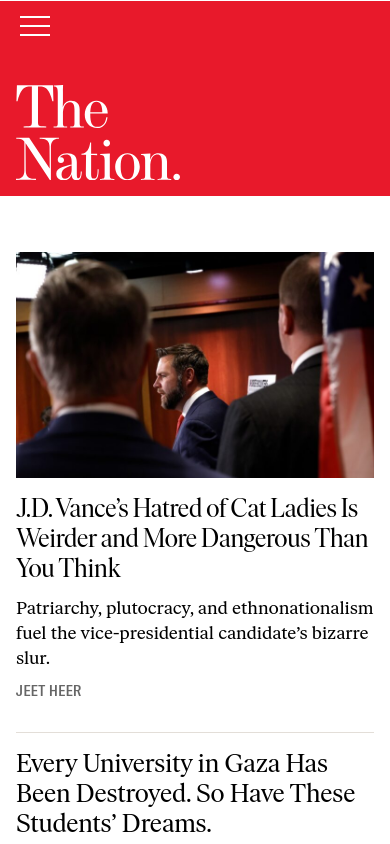 The
Nation.
J.D. Vance’s Hatred of Cat Ladies Is
Weirder and More Dangerous Than
You Think
Patriarchy, plutocracy, and ethnonationalism
fuel the vice-presidential candidate’s bizarre
slur.
JEET HEER
Every University in Gaza Has
Been Destroyed. So Have These
Students’ Dreams.